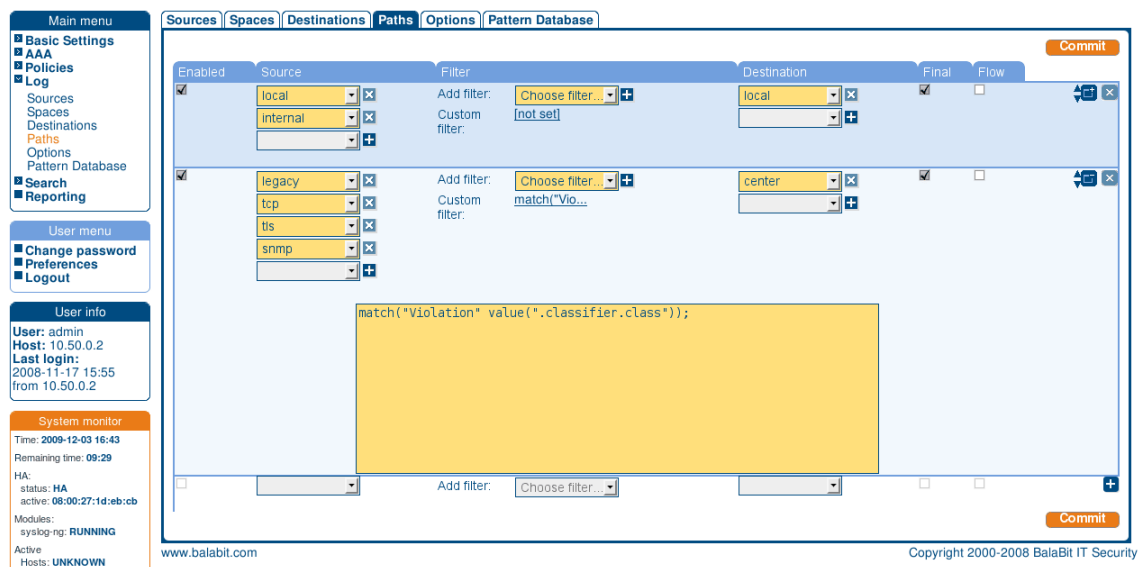 Main menu
Basic Settings
AAA
Policies
Log
Sources
Spaces
Destinations
Paths
Options
Pattern Database
Search
Reporting
User menu
Change password
Preferences
Logout
User info
User: admin
Host: 10.50.0.2
Last login:
2008-11-17 15:55
from 10.50.0.2
System monitor
Time: 2009-12-03 16:43
Remaining time: 09:29
HA:
status: HA
active: 08:00:27:1d:eb:cb
Modules:
syslog-ng: RUNNING
Active
Hosts: UNKNOWN
Sources Spaces Destinations Paths Options Pattern Database
Commit
Enabled Source Filter Destination Final Flow
local Add filter: Choose filter... local
internal Custom [not set]
filter:
legacy Add filter: Choose filter... center
tcp Custom match("Vio...
filter:
tls
snmp
match("Violation" value(".classifier.class"));
Add filter: Choose filter...
Commit
www.balabit.com Copyright 2000-2008 BalaBit IT Security